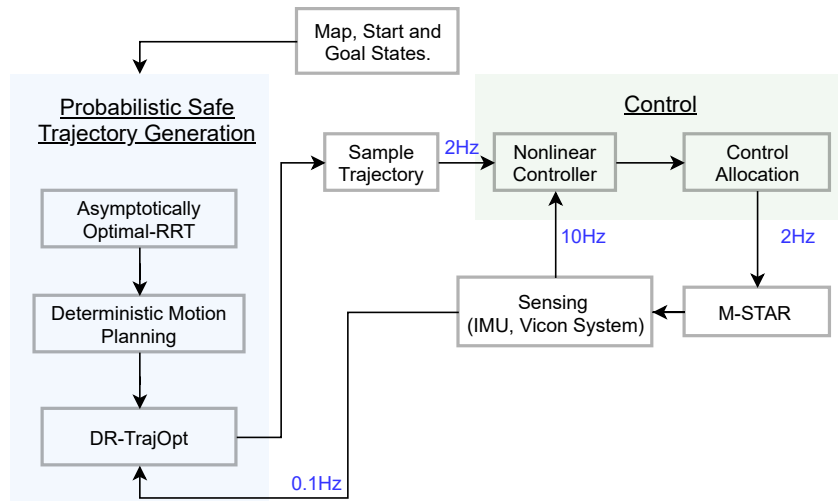 Map, Start and
Goal States.
Probabilistic Safe
Trajectory Generation
Control
Sample
Trajectory
2Hz
Nonlinear
Controller
Control
Allocation
Asymptotically
Optimal-RRT
10Hz
2Hz
Deterministic Motion
Planning
Sensing
(IMU, Vicon System)
M-STAR
DR-TrajOpt
0.1Hz